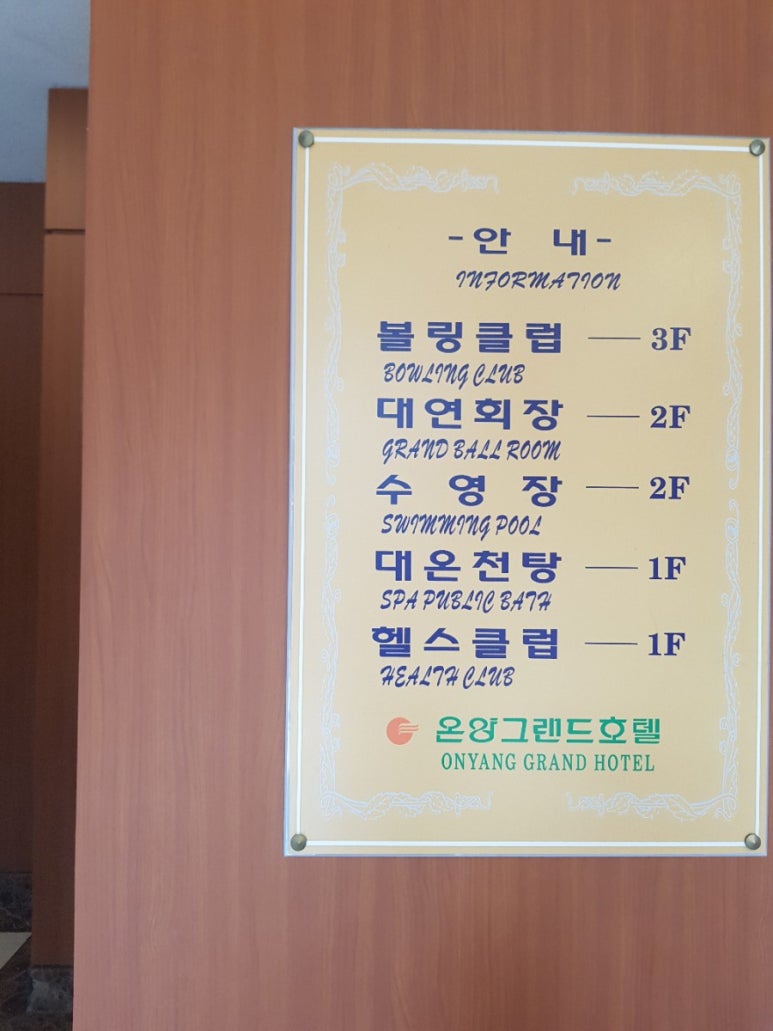 -안 내-
INFORMATION
볼링클럽 — 3F
BOWLING CLUB
대연회장 — 2F
GRAND BALL ROOM
수 영 장 — 2F
SWIMMING POOL
대온천탕 — 1F
SPA PUBLIC BATH
헬스클럽 — 1F
HEALTH CLUB
온양그랜드호텔
ONYANG GRAND HOTEL